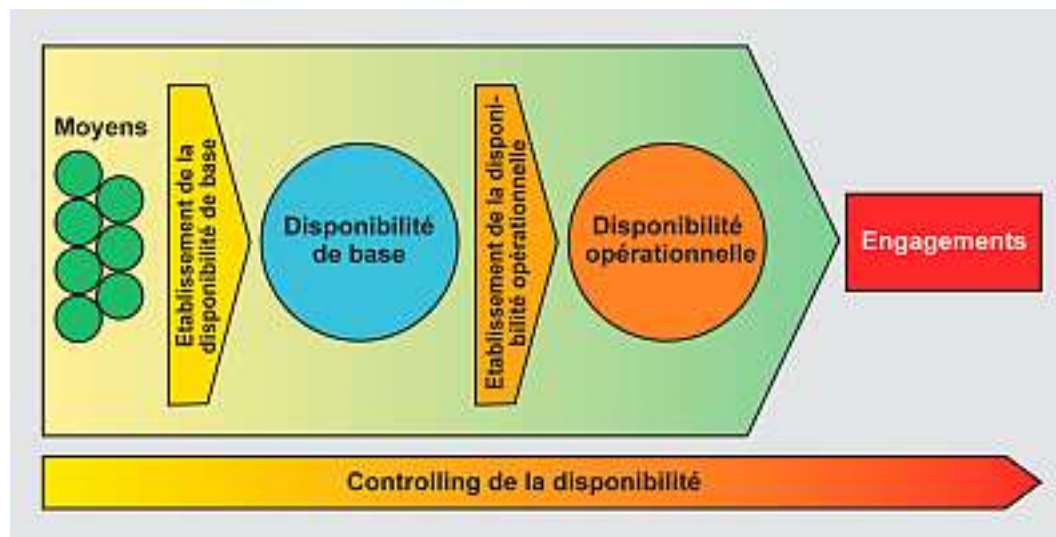 Moyens
Etablissement de la
disponibilité de base
Disponibilité
de base
Etablissement de la disponi-
bilité opérationnelle
Disponibilité
opérationnelle
Engagements
Controlling de la disponibilité